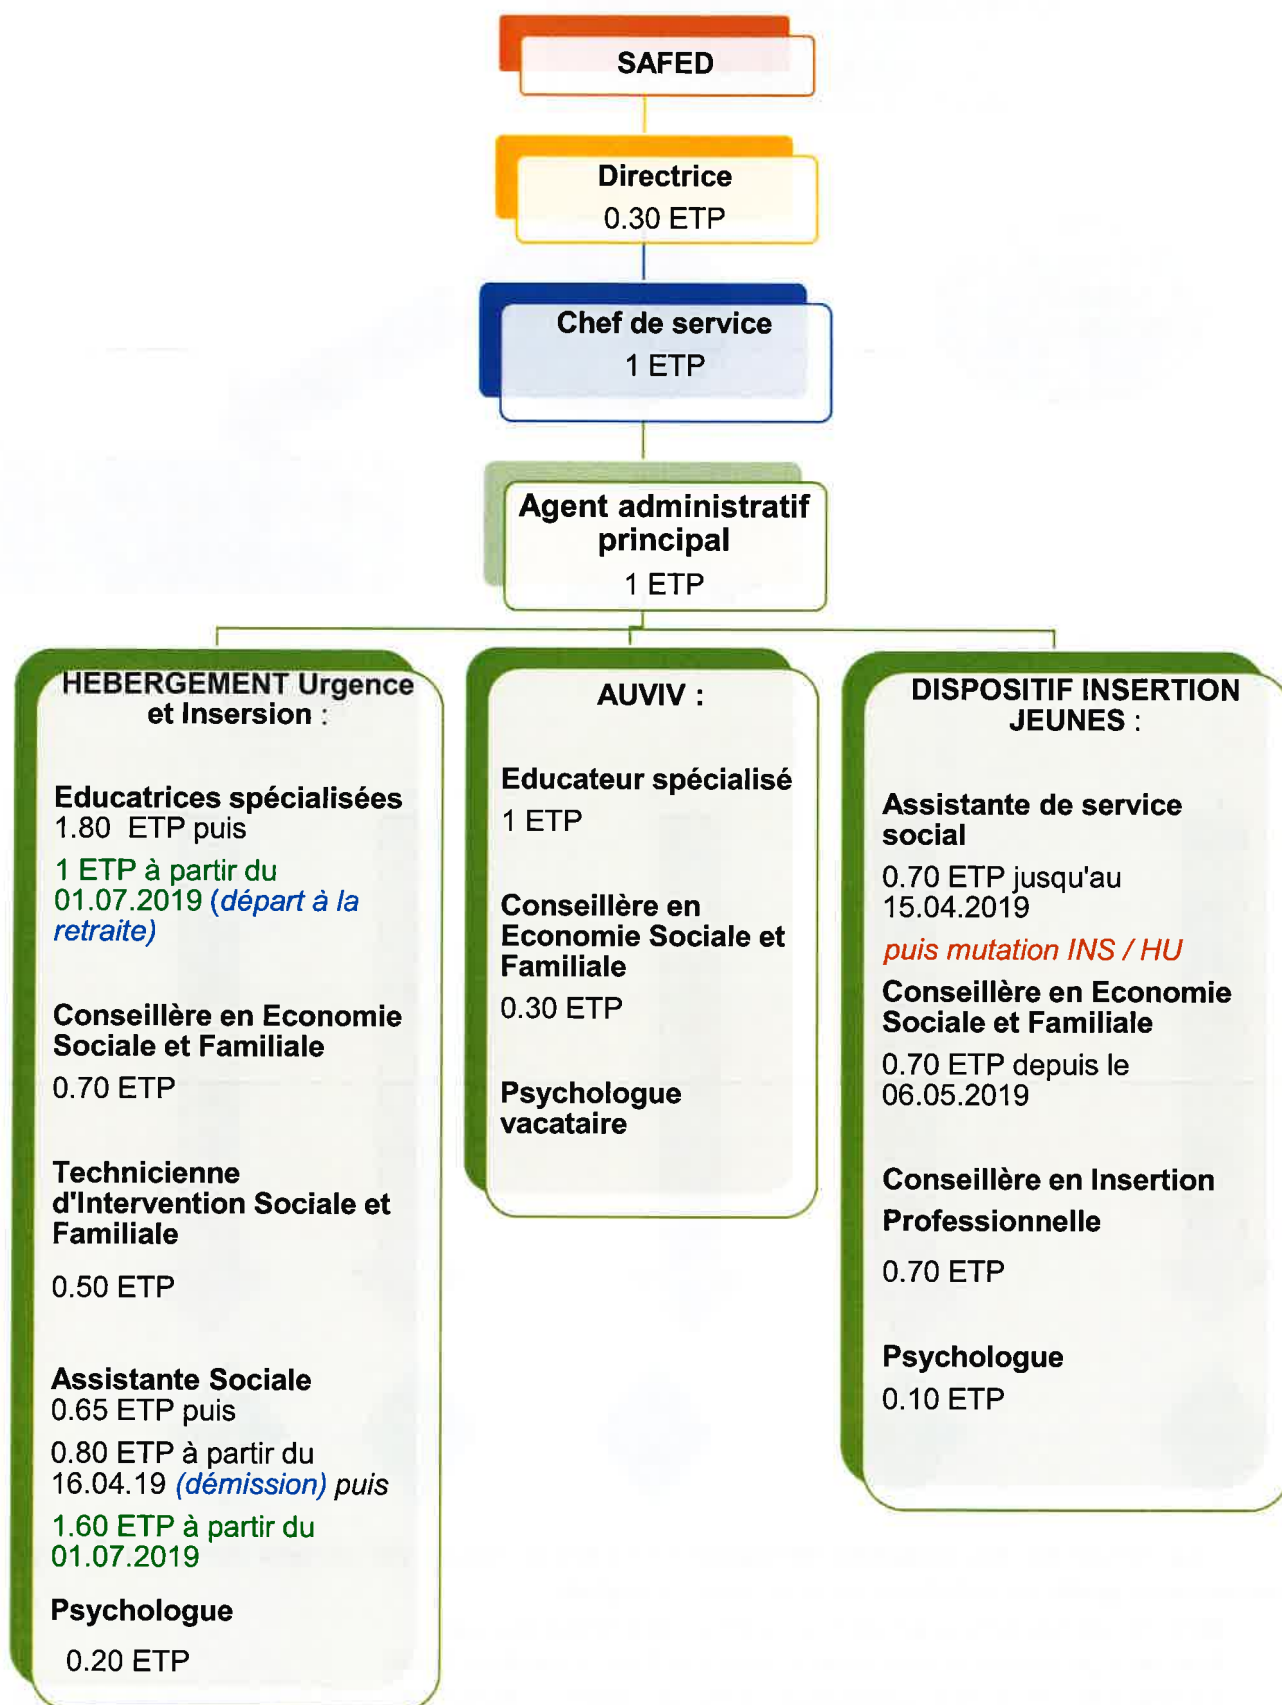 SAFED
Directrice
0.30 ETP
Chef de service
1 ETP
Agent administratif
principal
1 ETP
HEBERGEMENT Urgence
et Insersion :
Educatrices spécialisées
1.80 ETP puis
1 ETP à partir du
01.07.2019 (départ à la
retraite)
Conseillère en Economie
Sociale et Familiale
0.70 ETP
Technicienne
d'Intervention Sociale et
Familiale
0.50 ETP
Assistante Sociale
0.65 ETP puis
0.80 ETP à partir du
16.04.19 (démission) puis
1.60 ETP à partir du
01.07.2019
Psychologue
0.20 ETP
AUVIV :
Educateur spécialisé
1 ETP
Conseillère en
Economie Sociale et
Familiale
0.30 ETP
Psychologue
vacataire
DISPOSITIF INSERTION
JEUNES :
Assistante de service
social
0.70 ETP jusqu'au
15.04.2019
puis mutation INS / HU
Conseillère en Economie
Sociale et Familiale
0.70 ETP depuis le
06.05.2019
Conseillère en Insertion
Professionnelle
0.70 ETP
Psychologue
0.10 ETP